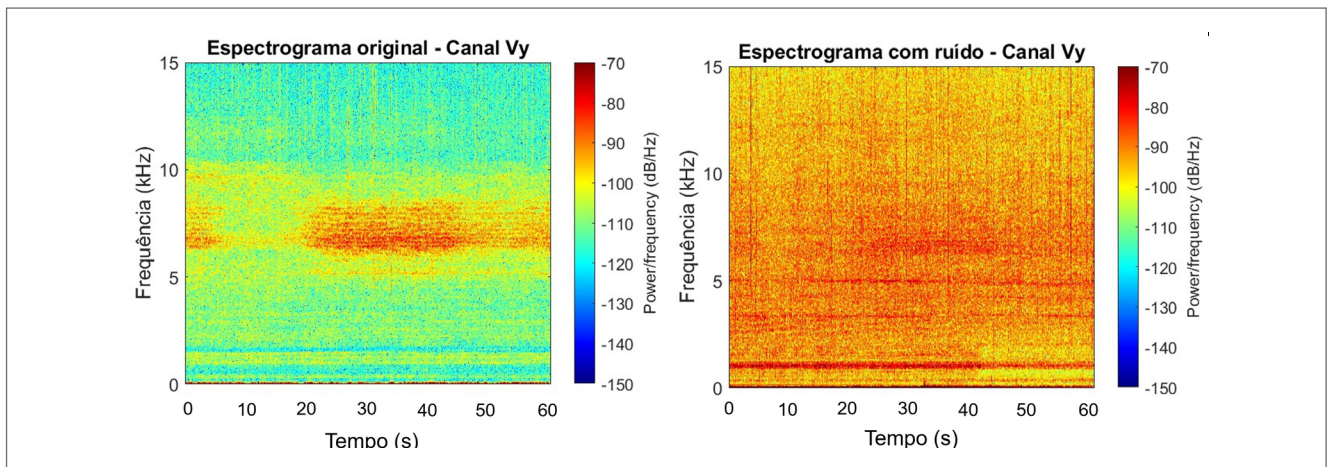 Espectrograma original - Canal Vy
15
10
5
0
Frequência (kHz)
0 10 20 30 40 50 60
Tempo (s)
-70
-80
-90
-100
-110
-120
-130
-140
-150
Power/frequency (dB/Hz)
Espectrograma com ruído - Canal Vy
15
10
5
0
Frequência (kHz)
0 10 20 30 40 50 60
Tempo (s)
-70
-80
-90
-100
-110
-120
-130
-140
-150
Power/frequency (dB/Hz)